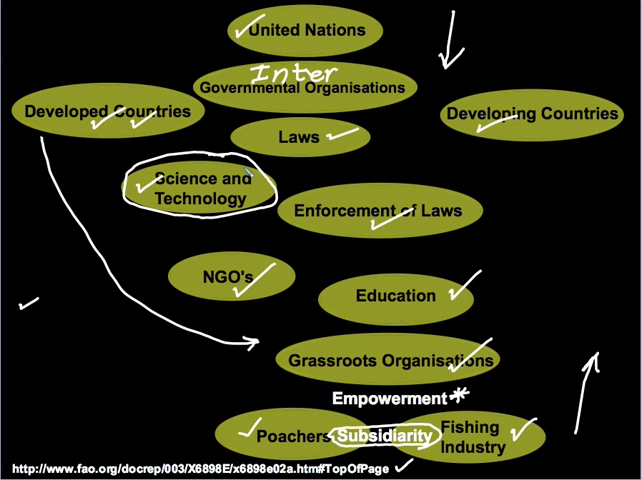 United Nations
Inter
Governmental Organisations
Developed Countries
Developing Countries
Laws
Science and
Technology
Enforcement of Laws
NGO's
Education
Grassroots Organisations
Empowerment *
Poachers
Subsidiarity
Fishing
Industry
http://www.fao.org/docrep/003/X6898E/x6898e02a.htm#TopOfPage